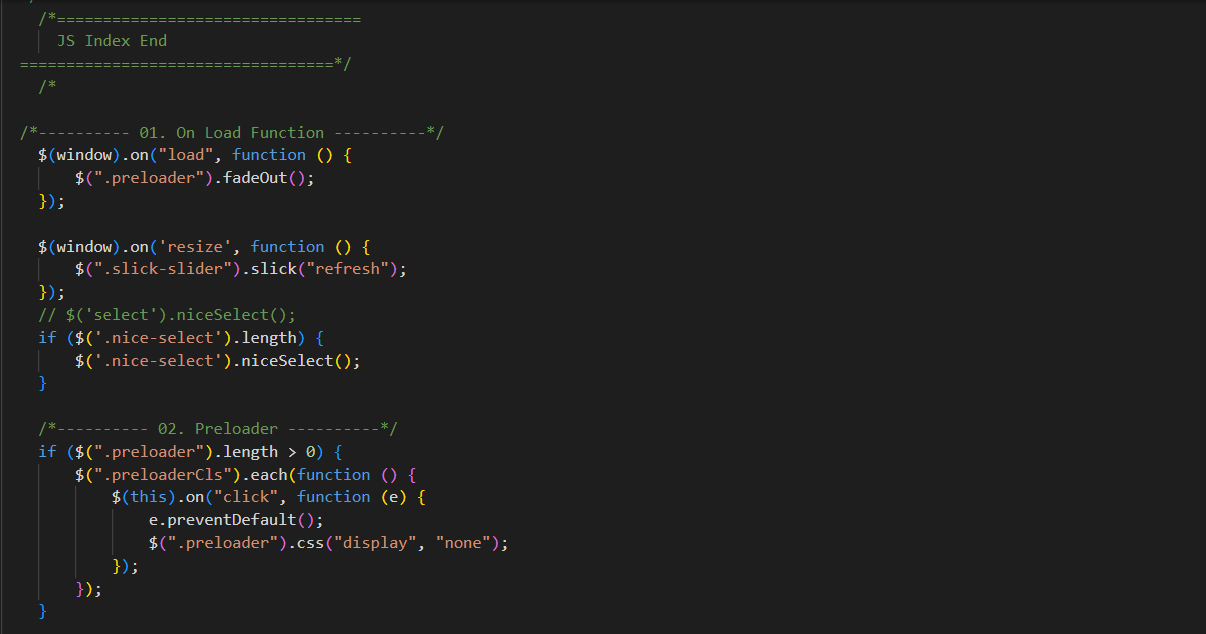 /*=================================
JS Index End
==================================*/
/*
/*---------- 01. On Load Function ----------*/
$(window).on("load", function () {
$(".preloader").fadeOut();
});
$(window).on('resize', function () {
$(".slick-slider").slick("refresh");
});
// $('select').niceSelect();
if ($('.nice-select').length) {
$('.nice-select').niceSelect();
}
/*---------- 02. Preloader ----------*/
if ($(".preloader").length > 0) {
$(".preloaderCls").each(function () {
$(this).on("click", function (e) {
e.preventDefault();
$(".preloader").css("display", "none");
});
});
}